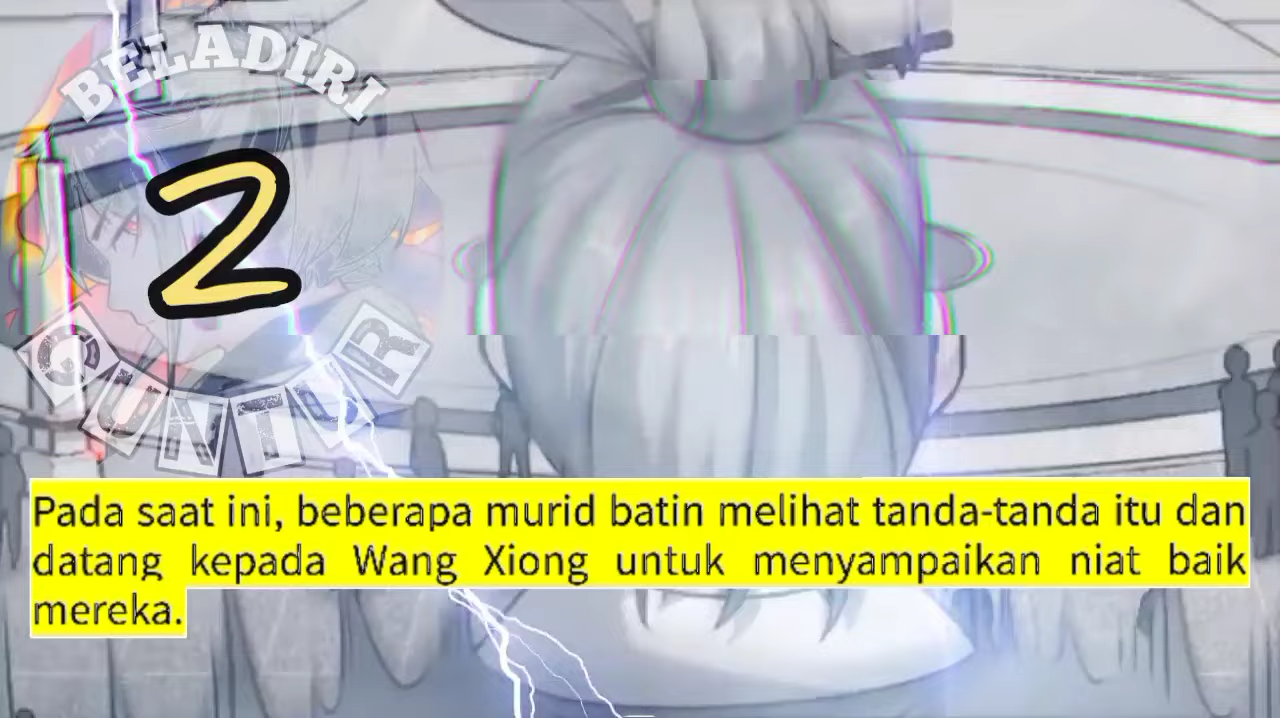 BELADIRI
2
GUNTUR
Pada saat ini, beberapa murid batin melihat tanda-tanda itu dan
datang kepada Wang Xiong untuk menyampaikan niat baik
mereka.